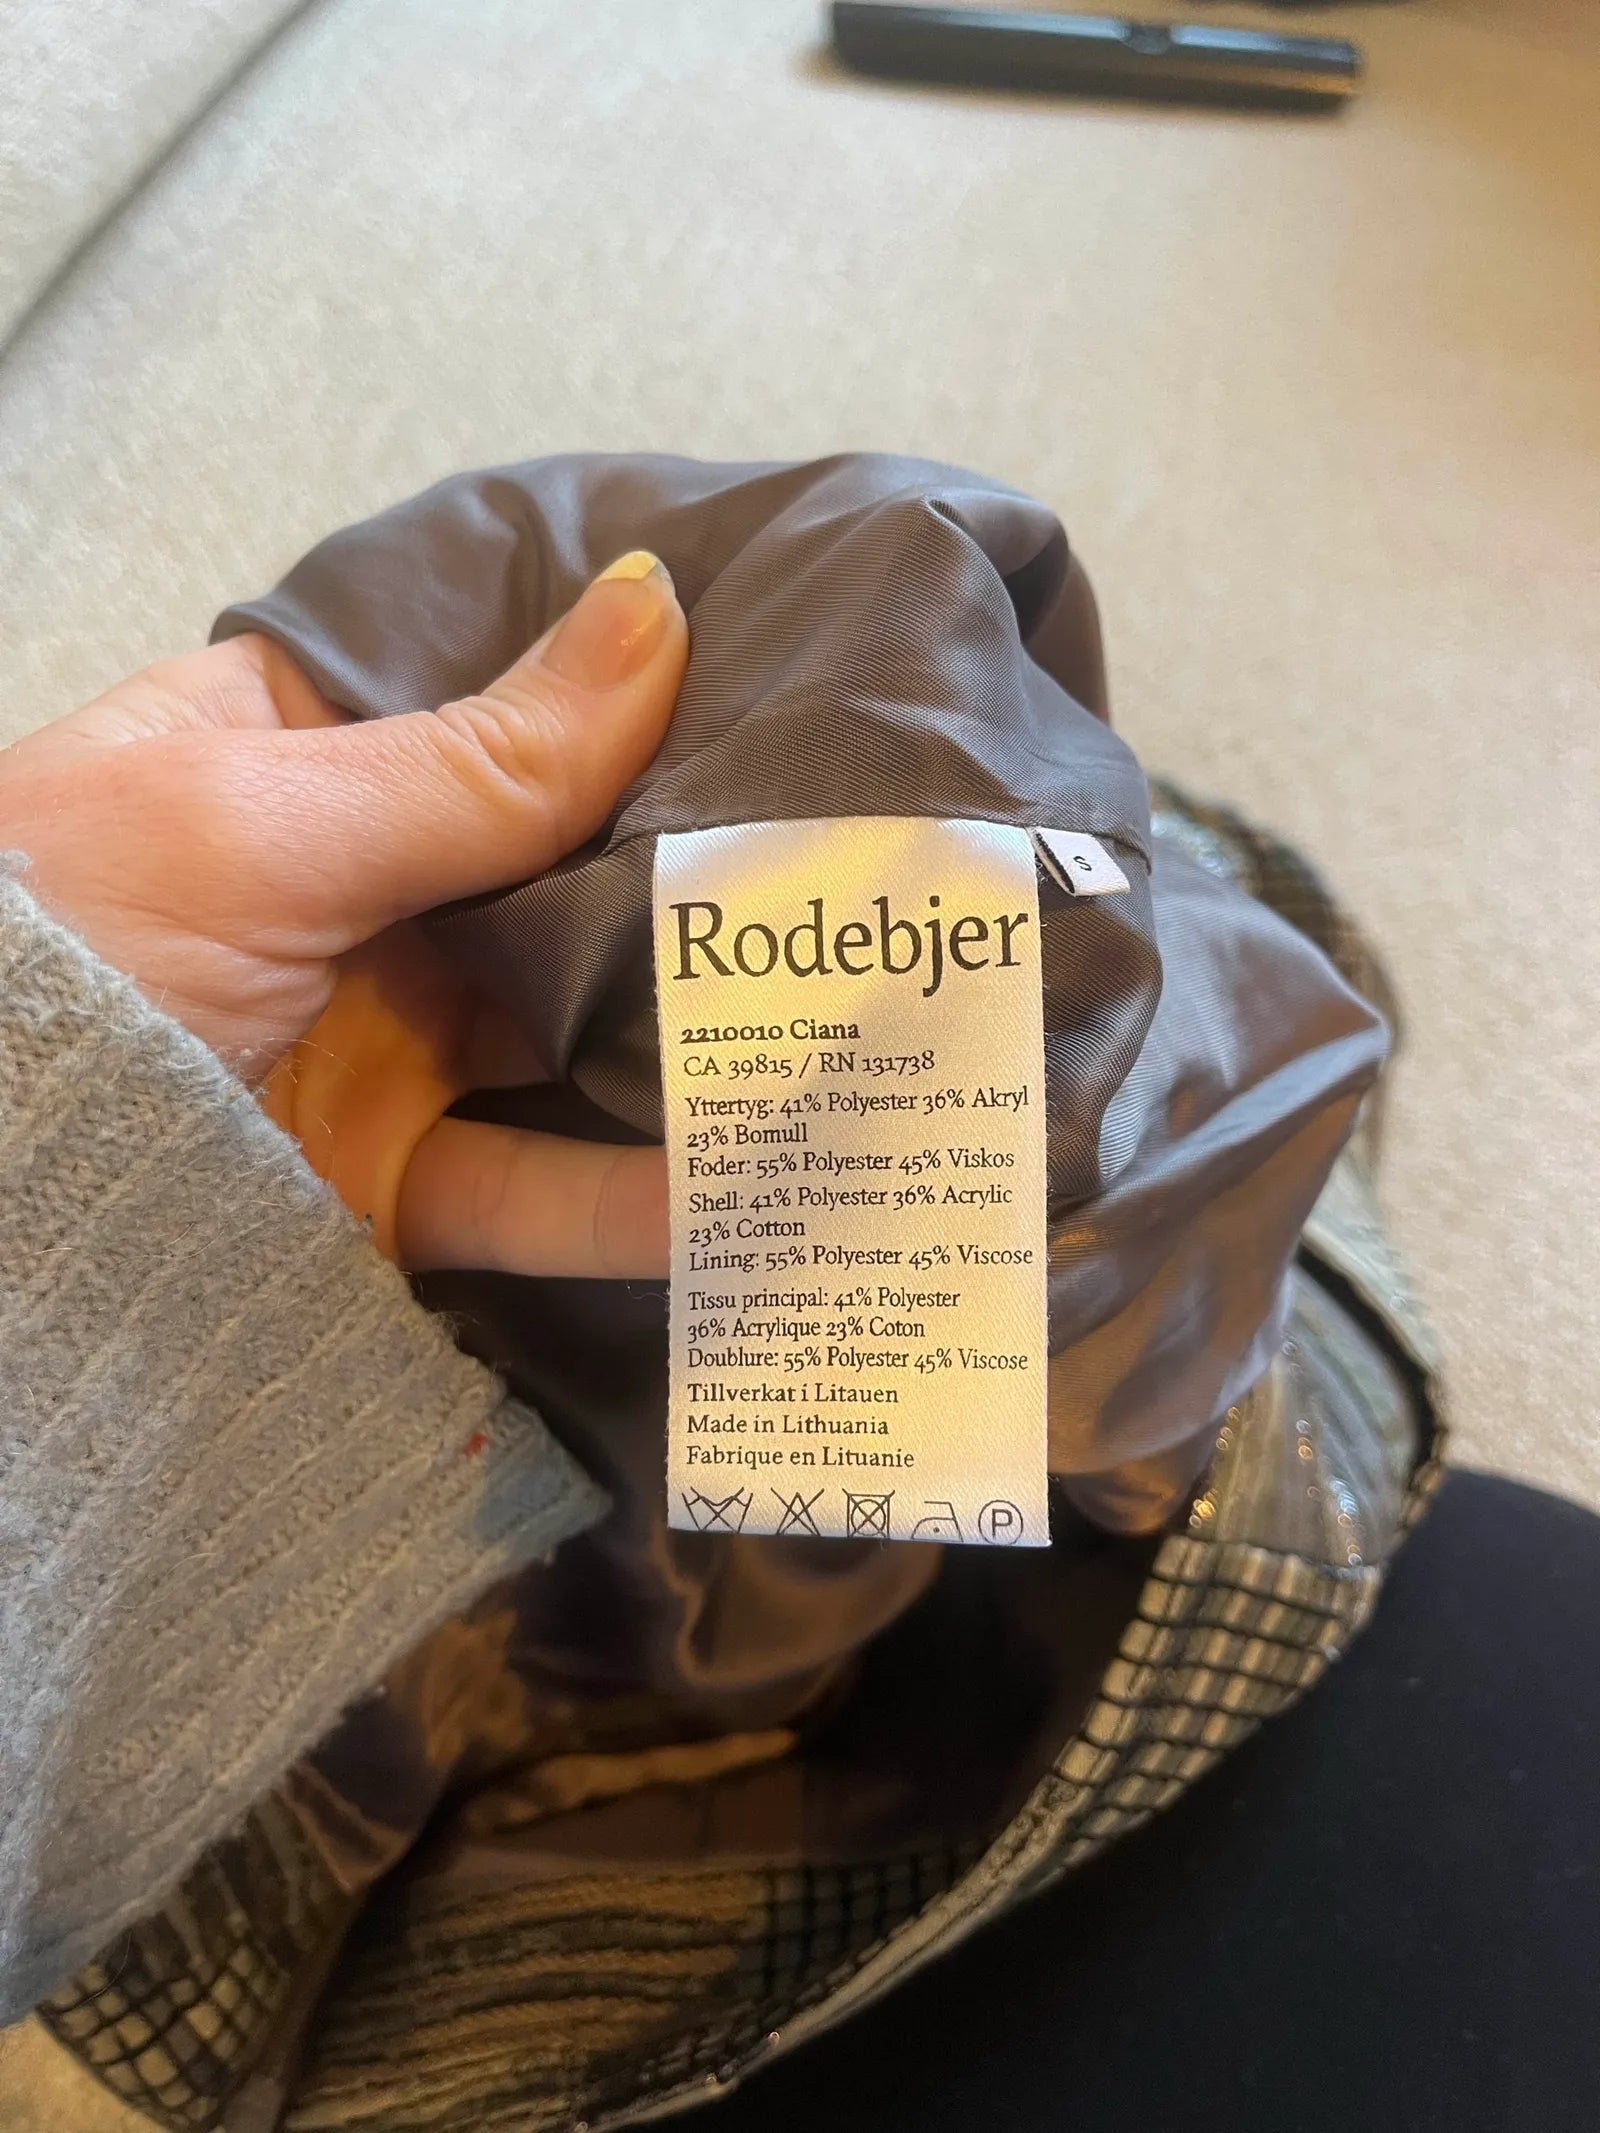 S
Rodebjer
2210010 Ciana
CA 39815 / RN 131738
Yttertyg: 41% Polyester 36% Akryl
23% Bomull
Foder: 55% Polyester 45% Viskos
Shell: 41% Polyester 36% Acrylic
23% Cotton
Lining: 55% Polyester 45% Viscose
Tissu principal: 41% Polyester
36% Acrylique 23% Coton
Doublure: 55% Polyester 45% Viscose
Tillverkat i Litauen
Made in Lithuania
Fabrique en Lituanie
P